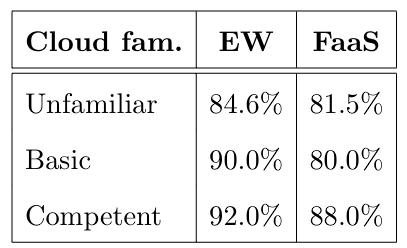 Cloud fam. EW FaaS
Unfamiliar 84.6% 81.5%
Basic 90.0% 80.0%
Competent 92.0% 88.0%